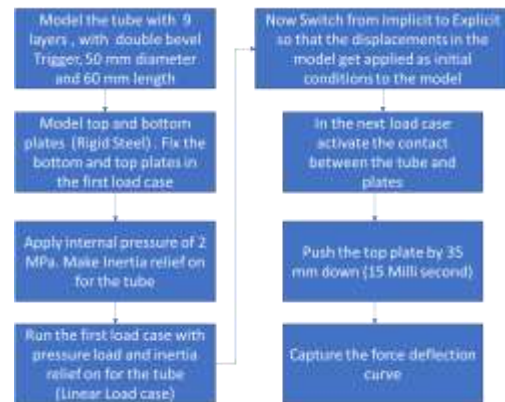 Model the tube with 9
layers , with double bevel
Trigger, 50 mm diameter
and 60 mm length
Model top and bottom
plates (Rigid Steel) . Fix the
bottom and top plates in
the first load case
Apply internal pressure of 2
MPa. Make Inertia relief on
for the tube
Run the first load case with
pressure load and inertia
relief on for the tube
(Linear Load case)
Now Switch from Implicit to Explicit
so that the displacements in the
model get applied as initial
conditions to the model
In the next load case
activate the contact
between the tube and
plates
Push the top plate by 35
mm down (15 Milli second)
Capture the force deflection
curve